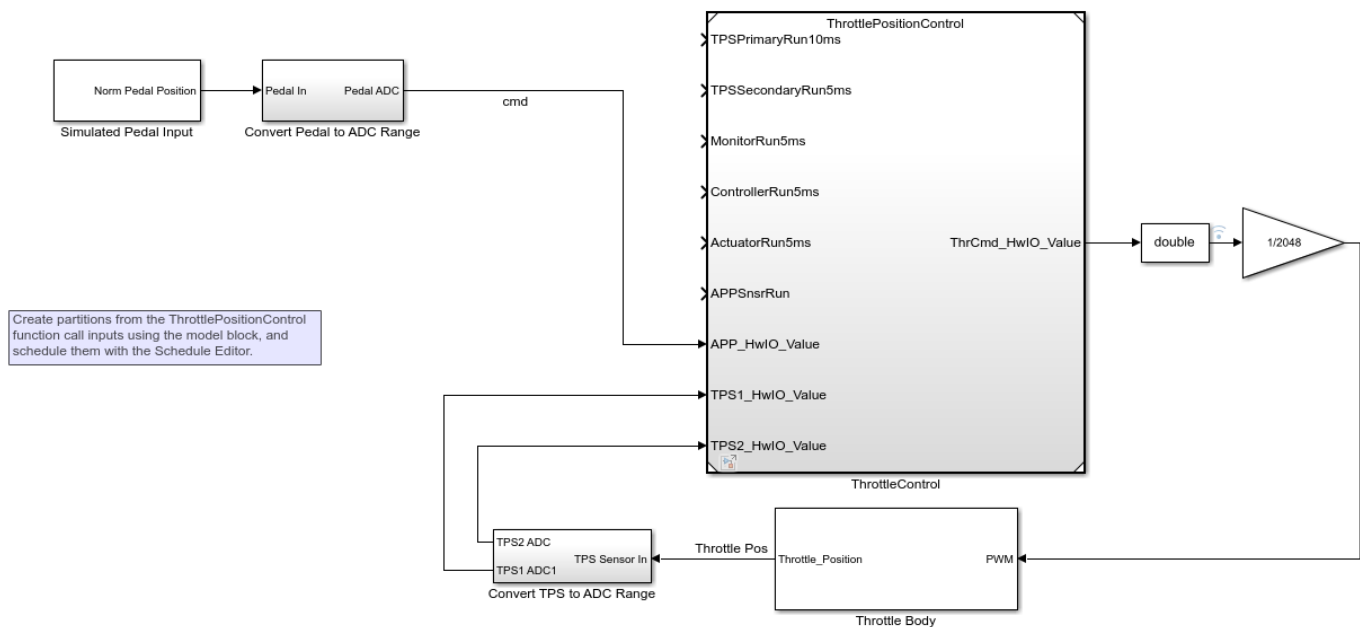 ThrottlePositionControl
TPSPrimaryRun10ms
Norm Pedal Position
Pedal In
Pedal ADC
TPSSecondaryRun5ms
cmd
Simulated Pedal Input
Convert Pedal to ADC Range
MonitorRun5ms
ControllerRun5ms
ActuatorRun5ms
ThrCmd_HwIO_Value
double
1/2048
APPSnsrRun
Create partitions from the ThrottlePositionControl
function call inputs using the model block, and
schedule them with the Schedule Editor.
APP_HwIO_Value
TPS1_HwIO_Value
TPS2_HwIO_Value
ThrottleControl
TPS2 ADC
TPS Sensor In
TPS1 ADC1
Convert TPS to ADC Range
Throttle Pos
Throttle_Position
PWM
Throttle Body